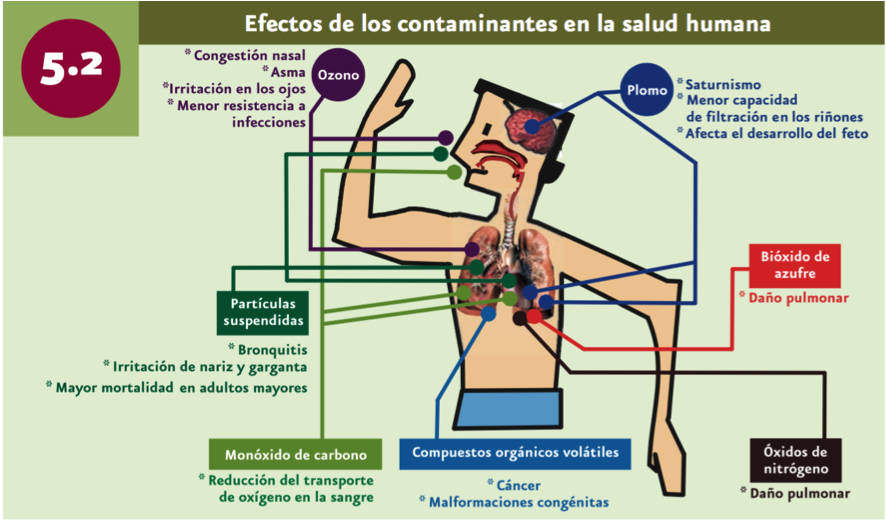 5.2
Efectos de los contaminantes en la salud humana
* Congestión nasal
* Asma
*Irritación en los ojos
* Menor resistencia a
infecciones
Ozono
Plomo
* Saturnismo
* Menor capacidad
de filtración en los riñones
* Afecta el desarrollo del feto
Bióxido de
azufre
* Daño pulmonar
Partículas
suspendidas
* Bronquitis
* Irritación de nariz y garganta
* Mayor mortalidad en adultos mayores
Monóxido de carbono
* Reducción del transporte
de oxígeno en la sangre
Compuestos orgánicos volátiles
* Cáncer
* Malformaciones congénitas
Óxidos de
nitrógeno
* Daño pulmonar